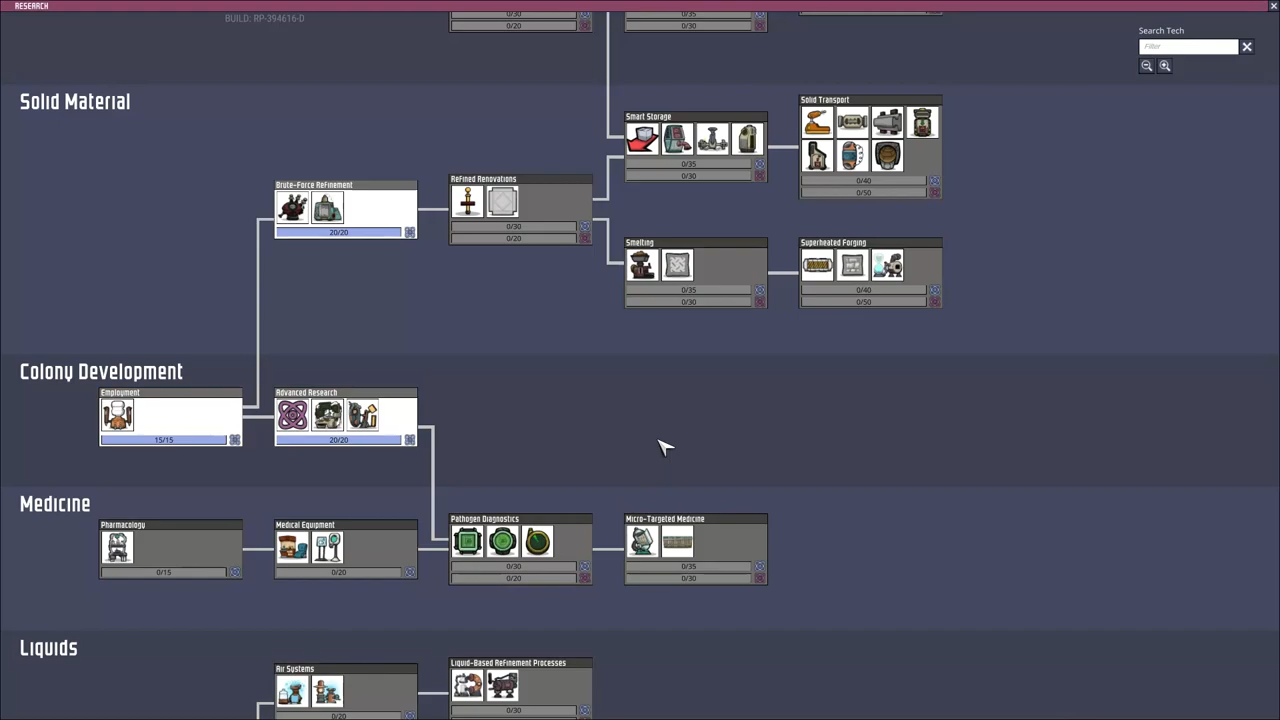 RESEARCH
BUILD: RP-394616-D
0/30
0/20
0/35
0/30
Search Tech
Filter
Solid Material
Smart Storage
0/35
0/30
Solid Transport
0/40
0/50
Brute-Force Refinement
20/20
Refined Renovations
0/30
0/20
Smelting
0/35
0/30
Superheated Forging
0/40
0/50
Colony Development
Employment
15/15
Advanced Research
20/20
Medicine
Pharmacology
0/15
Medical Equipment
0/20
Pathogen Diagnostics
0/30
0/20
Micro-Targeted Medicine
0/35
0/30
Liquids
Air Systems
0/20
Liquid-Based Refinement Processes
0/30